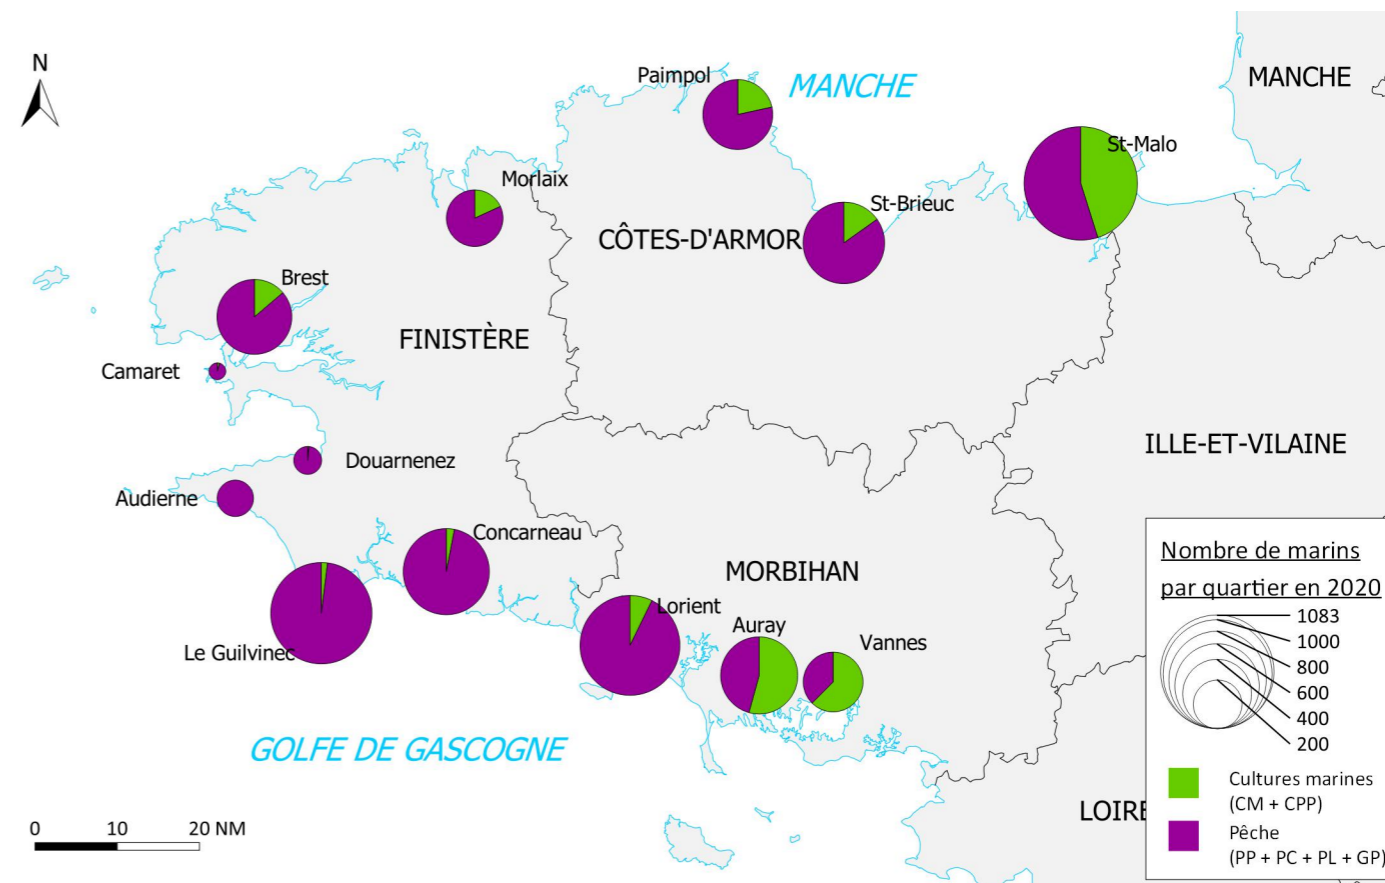 N
Paimpol
MANCHE
MANCHE
St-Malo
Morlaix
St-Brieuc
CÔTES-D'ARMOR
Brest
FINISTÈRE
Camaret
ILLE-ET-VILAINE
Douarnenez
Audierne
Concarneau
MORBIHAN
Lorient
Auray
Vannes
Le Guilvinec
GOLFE DE GASCOGNE
0 10 20 NM
LOIRE
Nombre de marins
par quartier en 2020
1083
1000
800
600
400
200
Cultures marines
(CM + CPP)
Pêche
(PP + PC + PL + GP)